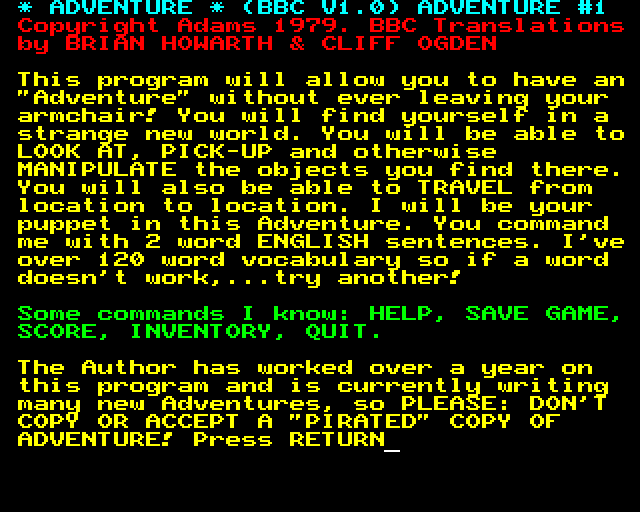 * ADVENTURE * (BBC V1.0) ADVENTURE #1
Copyright Adams 1979. BBC Translations
by BRIAN HOWARTH & CLIFF OGDEN
This program will allow you to have an
"Adventure" without ever leaving your
armchair! You will find yourself in a
strange new world. You will be able to
LOOK AT, PICK-UP and otherwise
MANIPULATE the objects you find there.
You will also be able to TRAVEL from
location to location. I will be your
puppet in this Adventure. You command
me with 2 word ENGLISH sentences. I've
over 120 word vocabulary so if a word
doesn't work,...try another!
Some commands I know: HELP, SAVE GAME,
SCORE, INVENTORY, QUIT.
The Author has worked over a year on
this program and is currently writing
many new Adventures, so PLEASE: DON'T
COPY OR ACCEPT A "PIRATED" COPY OF
ADVENTURE! Press RETURN_